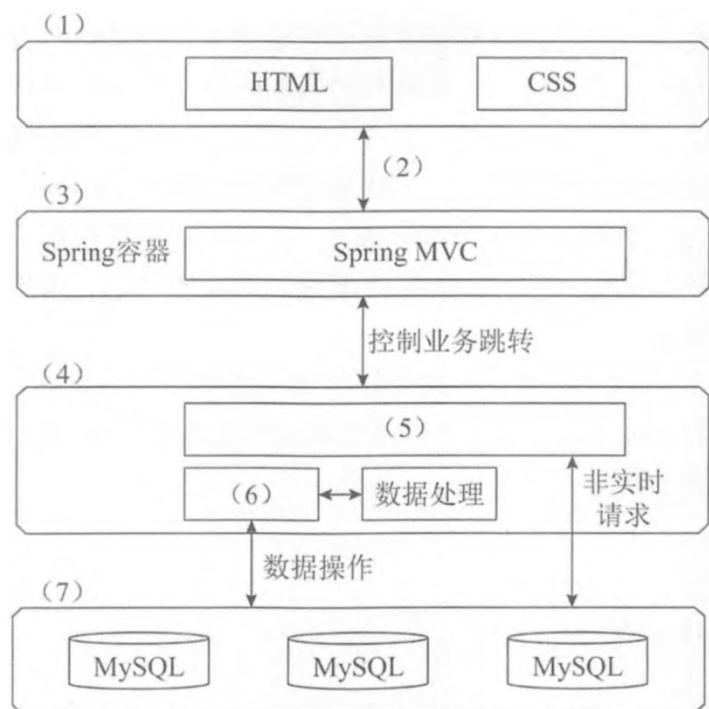 (1)
HTML CSS
(2)
(3)
Spring容器 Spring MVC
控制业务跳转
(4)
(5)
(6) 数据处理
非实时
请求
数据操作
(7)
MySQL MySQL MySQL